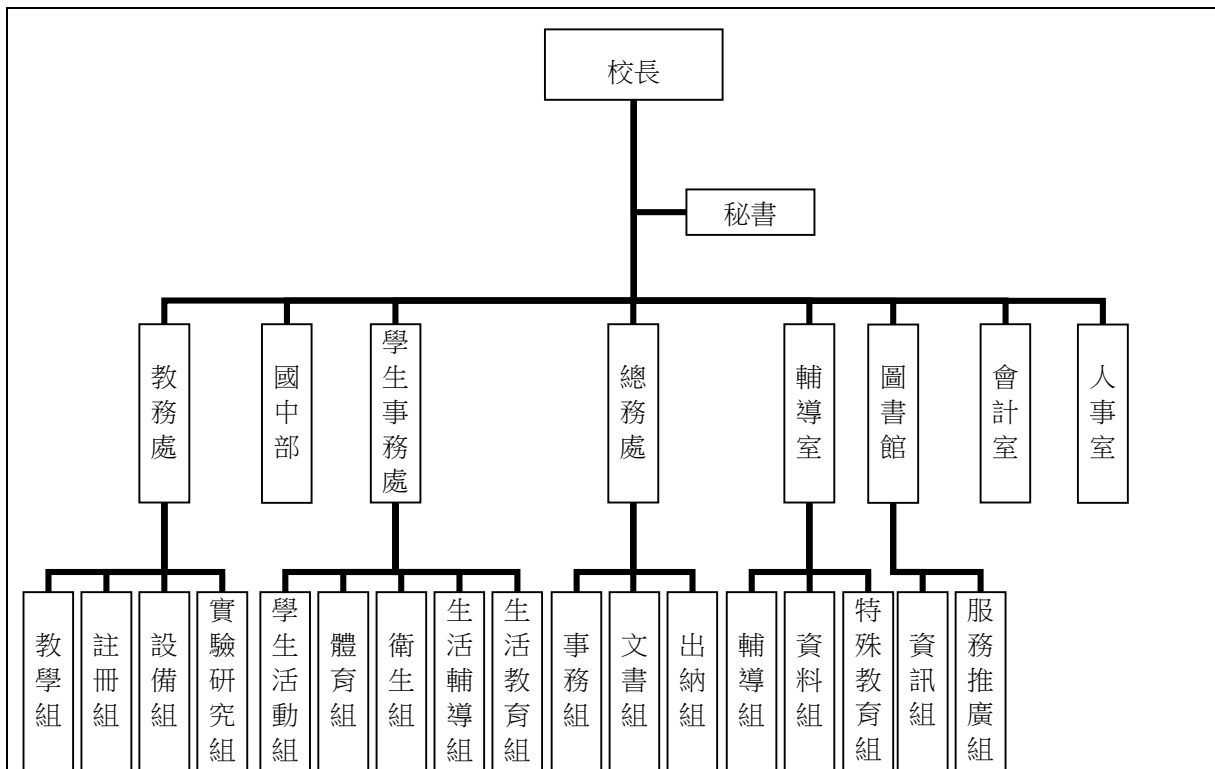 校長
秘書
教務處
國中部
學生事務處
總務處
輔導室
圖書館
會計室
人事室
教學組
註冊組
設備組
實驗研究組
學生活動組
體育組
衛生組
生活輔導組
生活教育組
事務組
文書組
出納組
輔導組
資料組
特殊教育組
資訊組
服務推廣組